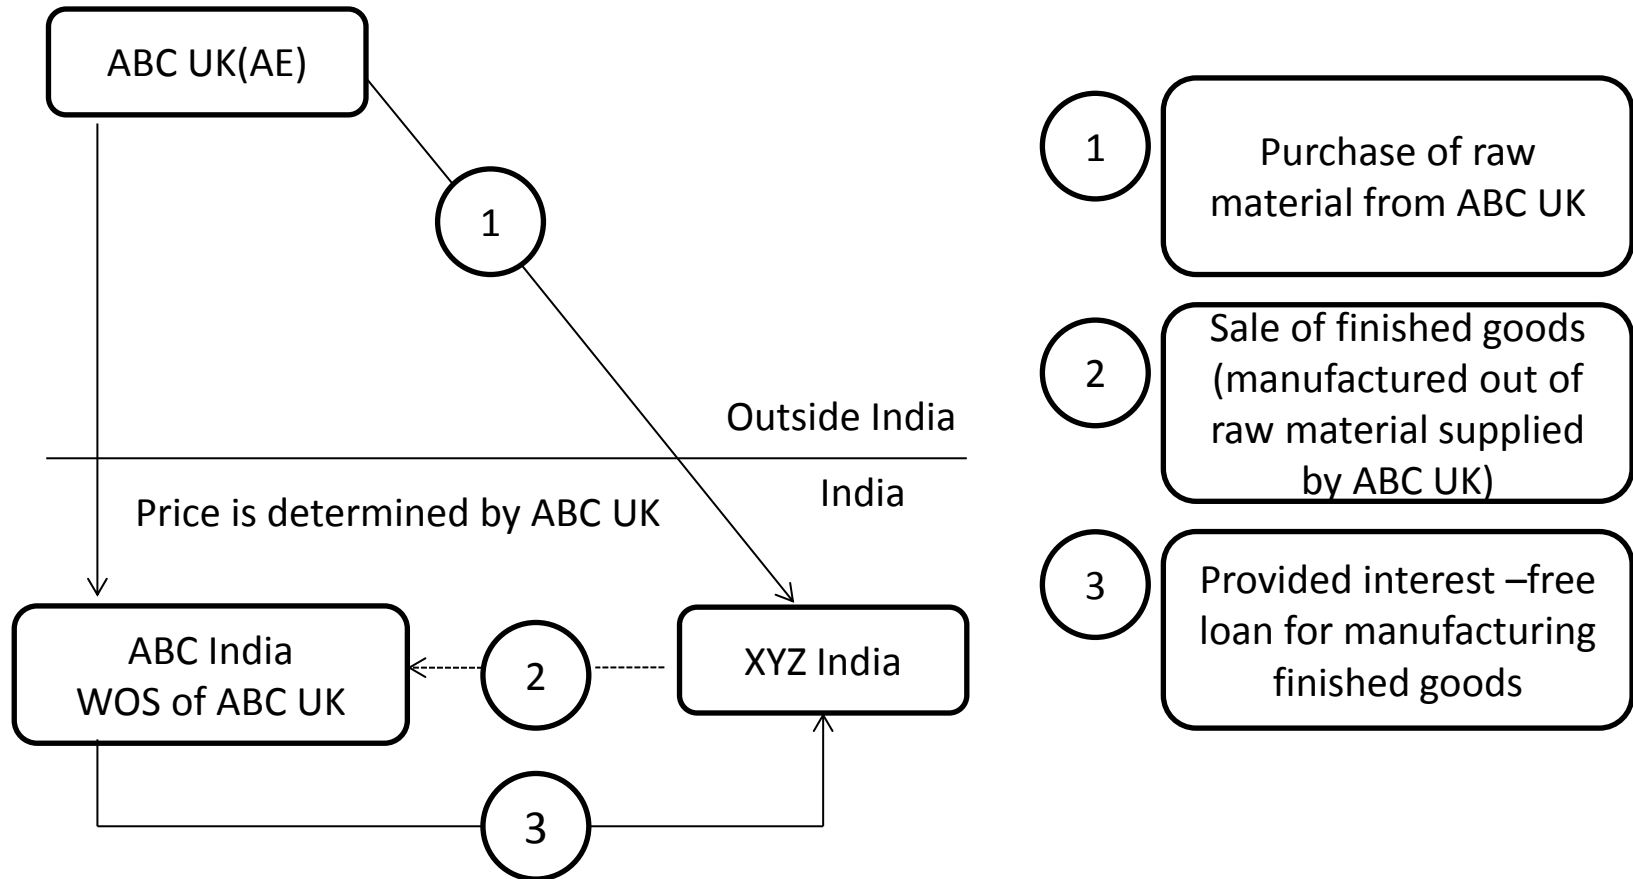 ABC UK(AE)
1
Outside India
India
Price is determined by ABC UK
ABC India
WOS of ABC UK
2
XYZ India
3
1
Purchase of raw
material from ABC UK
2
Sale of finished goods
(manufactured out of
raw material supplied
by ABC UK)
3
Provided interest –free
loan for manufacturing
finished goods